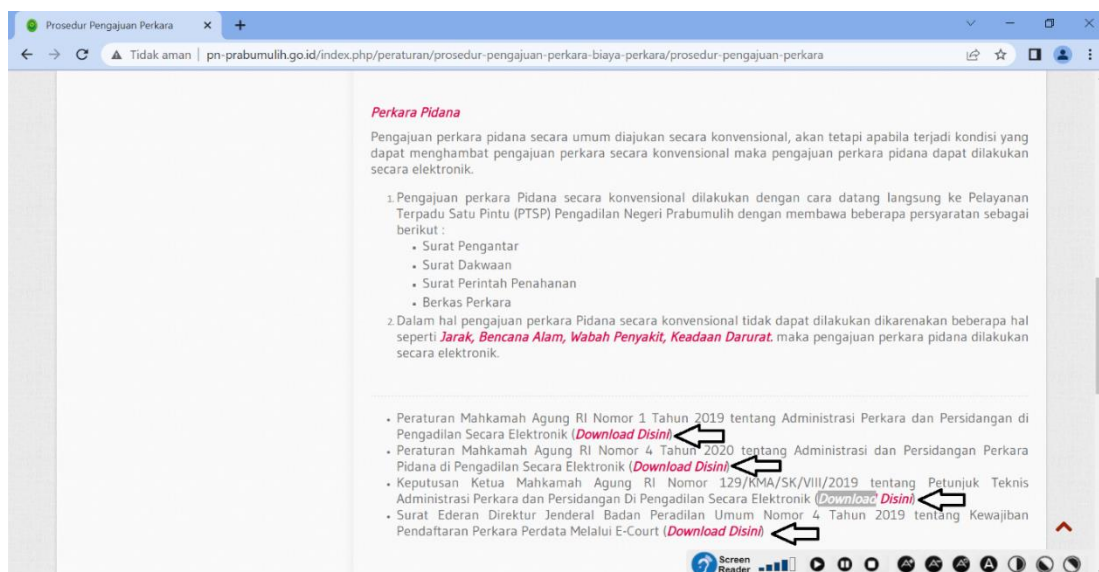 Prosedur Pengajuan Perkara
Tidak aman | pn-prabumulih.go.id/index.php/peraturan/prosedur-pengajuan-perkara-biaya-perkara/prosedur-pengajuan-perkara
Perkara Pidana
Pengajuan perkara pidana secara umum diajukan secara konvensional, akan tetapi apabila terjadi kondisi yang
dapat menghambat pengajuan perkara secara konvensional maka pengajuan perkara pidana dapat dilakukan
secara elektronik.
1. Pengajuan perkara Pidana secara konvensional dilakukan dengan cara datang langsung ke Pelayanan
Terpadu Satu Pintu (PTSP) Pengadilan Negeri Prabumulih dengan membawa beberapa persyaratan sebagai
berikut :
• Surat Pengantar
• Surat Dakwaan
• Surat Perintah Penahanan
• Berkas Perkara
2. Dalam hal pengajuan perkara Pidana secara konvensional tidak dapat dilakukan dikarenakan beberapa hal
seperti Jarak, Bencana Alam, Wabah Penyakit, Keadaan Darurat. maka pengajuan perkara pidana dilakukan
secara elektronik.
• Peraturan Mahkamah Agung RI Nomor 1 Tahun 2019 tentang Administrasi Perkara dan Persidangan di
Pengadilan Secara Elektronik (Download Disini)
• Peraturan Mahkamah Agung RI Nomor 4 Tahun 2020 tentang Administrasi dan Persidangan Perkara
Pidana di Pengadilan Secara Elektronik (Download Disini)
• Keputusan Ketua Mahkamah Agung RI Nomor 129/KMA/SK/VIII/2019 tentang Petunjuk Teknis
Administrasi Perkara dan Persidangan Di Pengadilan Secara Elektronik (Download Disini)
• Surat Ederan Direktur Jenderal Badan Peradilan Umum Nomor 4 Tahun 2019 tentang Kewajiban
Pendaftaran Perkara Perdata Melalui E-Court (Download Disini)
Screen
Reader